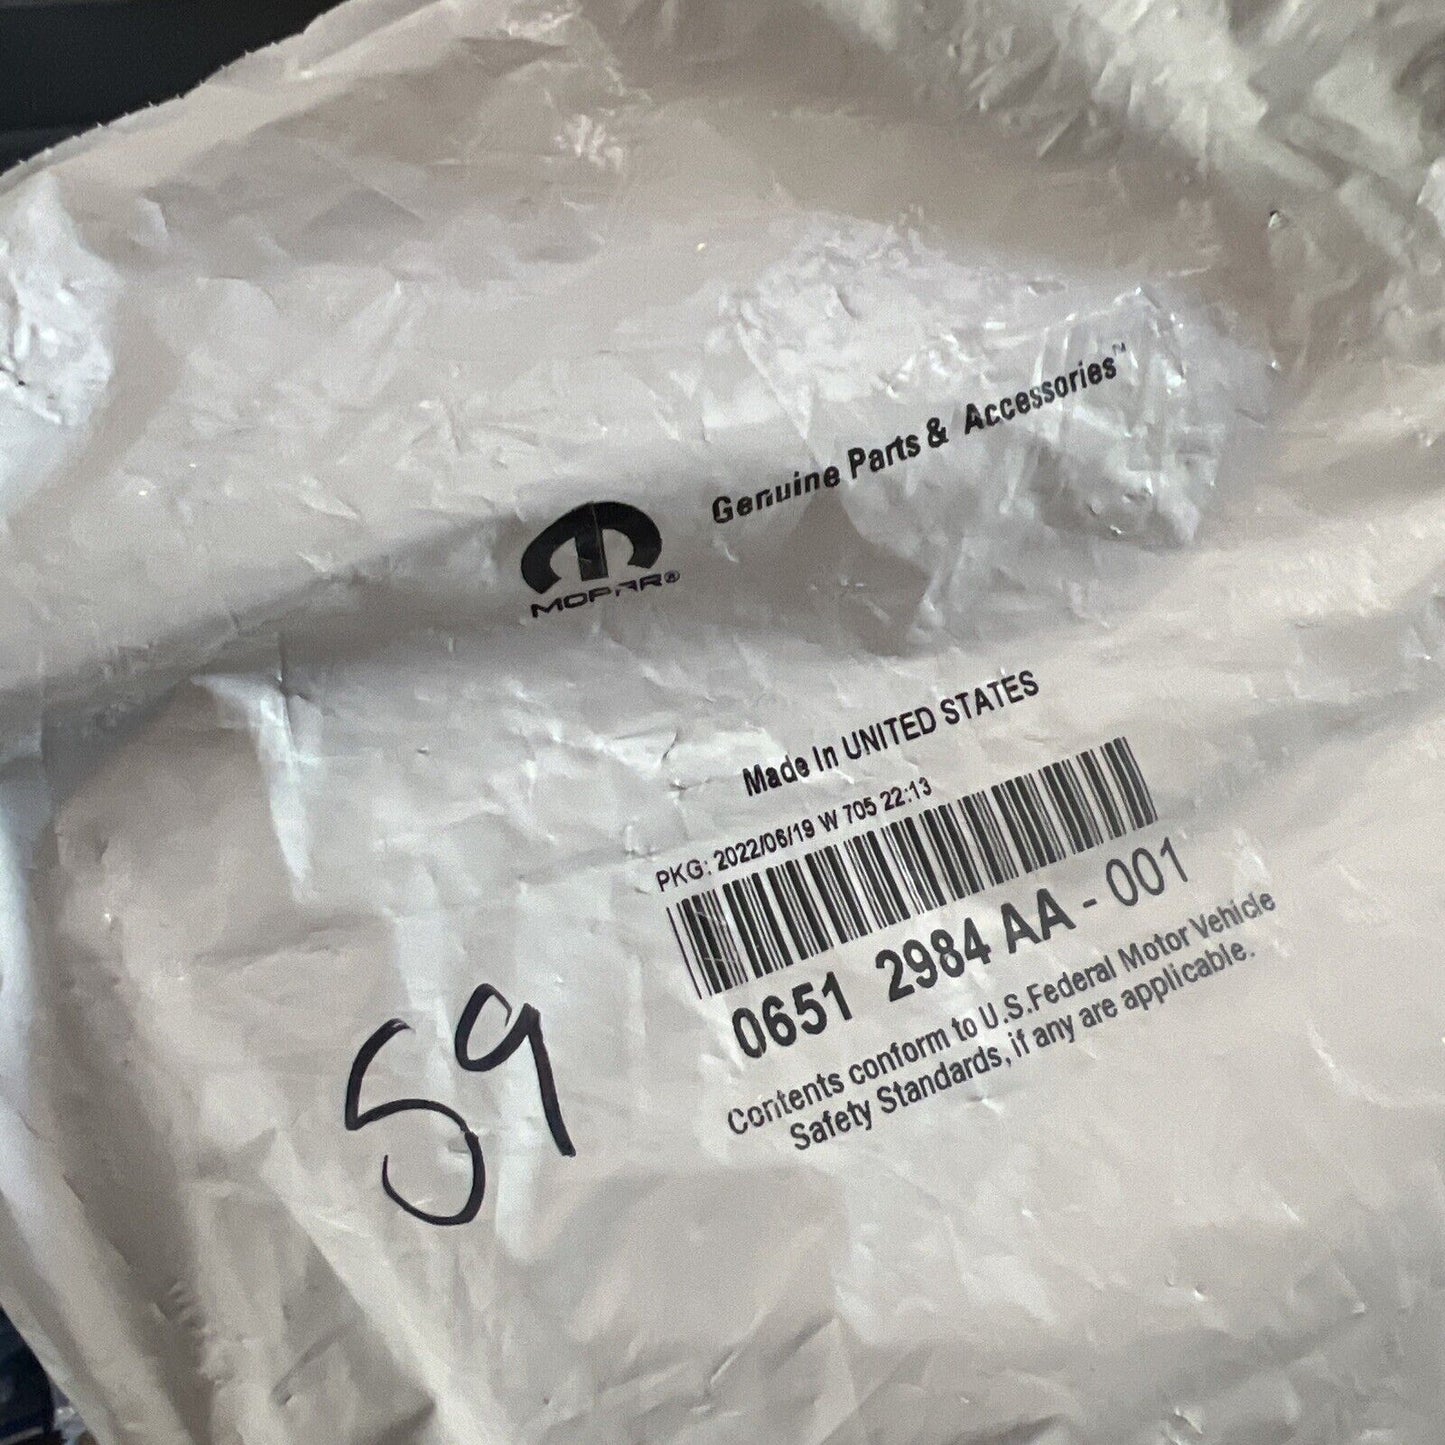 Genuine Parts & Accessories™
MOPAR®
Made In UNITED STATES
PKG: 2022/06/19 W 705 22:13
0651 2984 AA - 001
Contents conform to U.S.Federal Motor Vehicle
Safety Standards, if any are applicable.
59